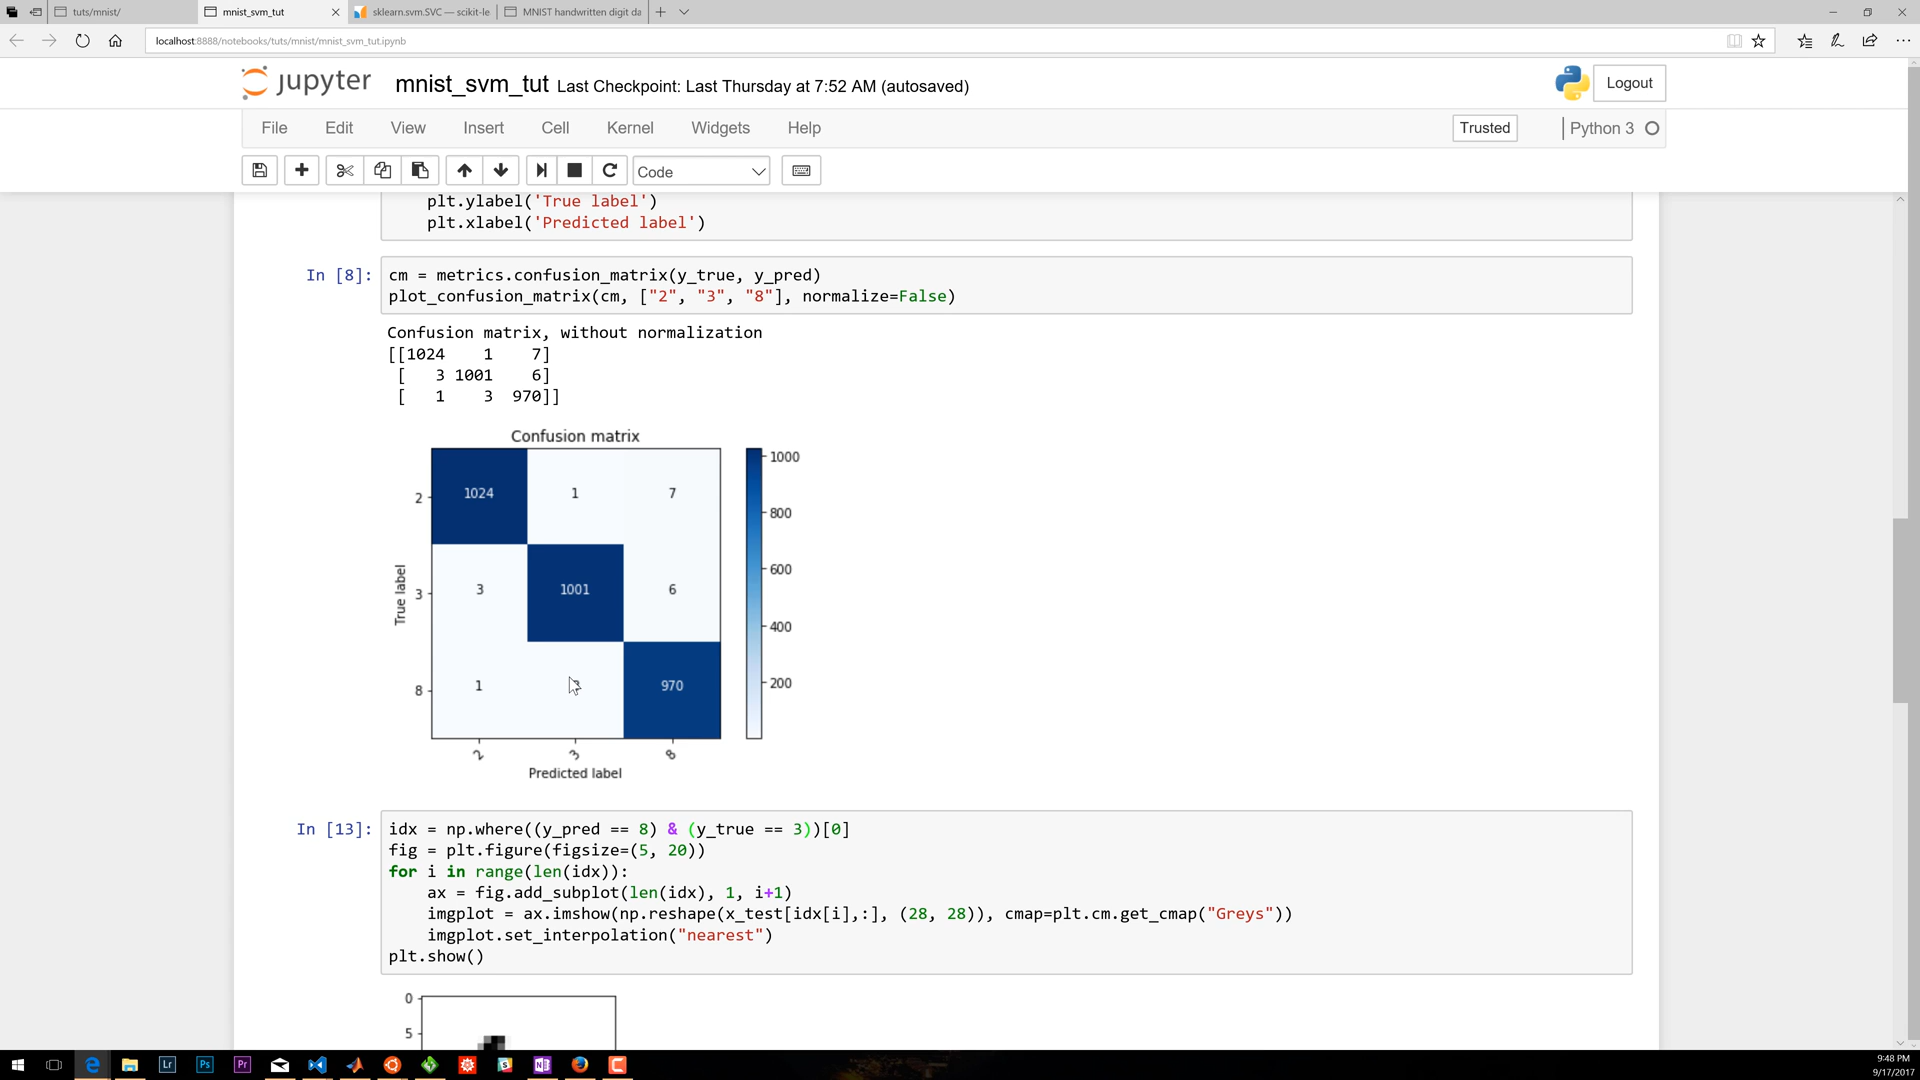 tuts/mnist/
mnist_svm_tut
sklearn.svm.SVC — scikit-le
MNIST handwritten digit da
localhost:8888/notebooks/tuts/mnist/mnist_svm_tut.ipynb
jupyter mnist_svm_tut Last Checkpoint: Last Thursday at 7:52 AM (autosaved)
Logout
File Edit View Insert Cell Kernel Widgets Help
Trusted
Python 3
Code
plt.ylabel('True label')
plt.xlabel('Predicted label')
In [8]:
cm = metrics.confusion_matrix(y_true, y_pred)
plot_confusion_matrix(cm, ["2", "3", "8"], normalize=False)
Confusion matrix, without normalization
[[1024    1    7]
[   3 1001    6]
[   1    3  970]]
Confusion matrix
2 1024 1 7
3 3 1001 6
8 1 970
True label
2 3 8
Predicted label
1000
800
600
400
200
In [13]:
idx = np.where((y_pred == 8) & (y_true == 3))[0]
fig = plt.figure(figsize=(5, 20))
for i in range(len(idx)):
    ax = fig.add_subplot(len(idx), 1, i+1)
    imgplot = ax.imshow(np.reshape(x_test[idx[i],:], (28, 28)), cmap=plt.cm.get_cmap("Greys"))
    imgplot.set_interpolation("nearest")
plt.show()
0
5
Lr
Ps
Pr
9:48 PM
9/17/2017